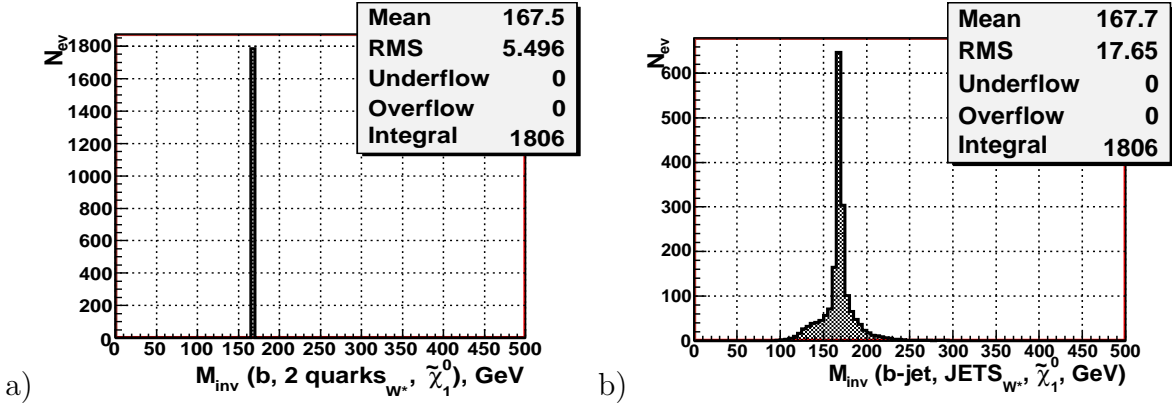 Mean 167.5
RMS 5.496
Underflow 0
Overflow 0
Integral 1806
N_ev
1800
1600
1400
1200
1000
800
600
400
200
0
0 50 100 150 200 250 300 350 400 450 500
M_inv (b, 2 quarks_W*, χ̃⁰₁), GeV
a)
Mean 167.7
RMS 17.65
Underflow 0
Overflow 0
Integral 1806
N_ev
600
500
400
300
200
100
0
0 50 100 150 200 250 300 350 400 450 500
M_inv (b-jet, JETS_W*, χ̃⁰₁, GeV)
b)